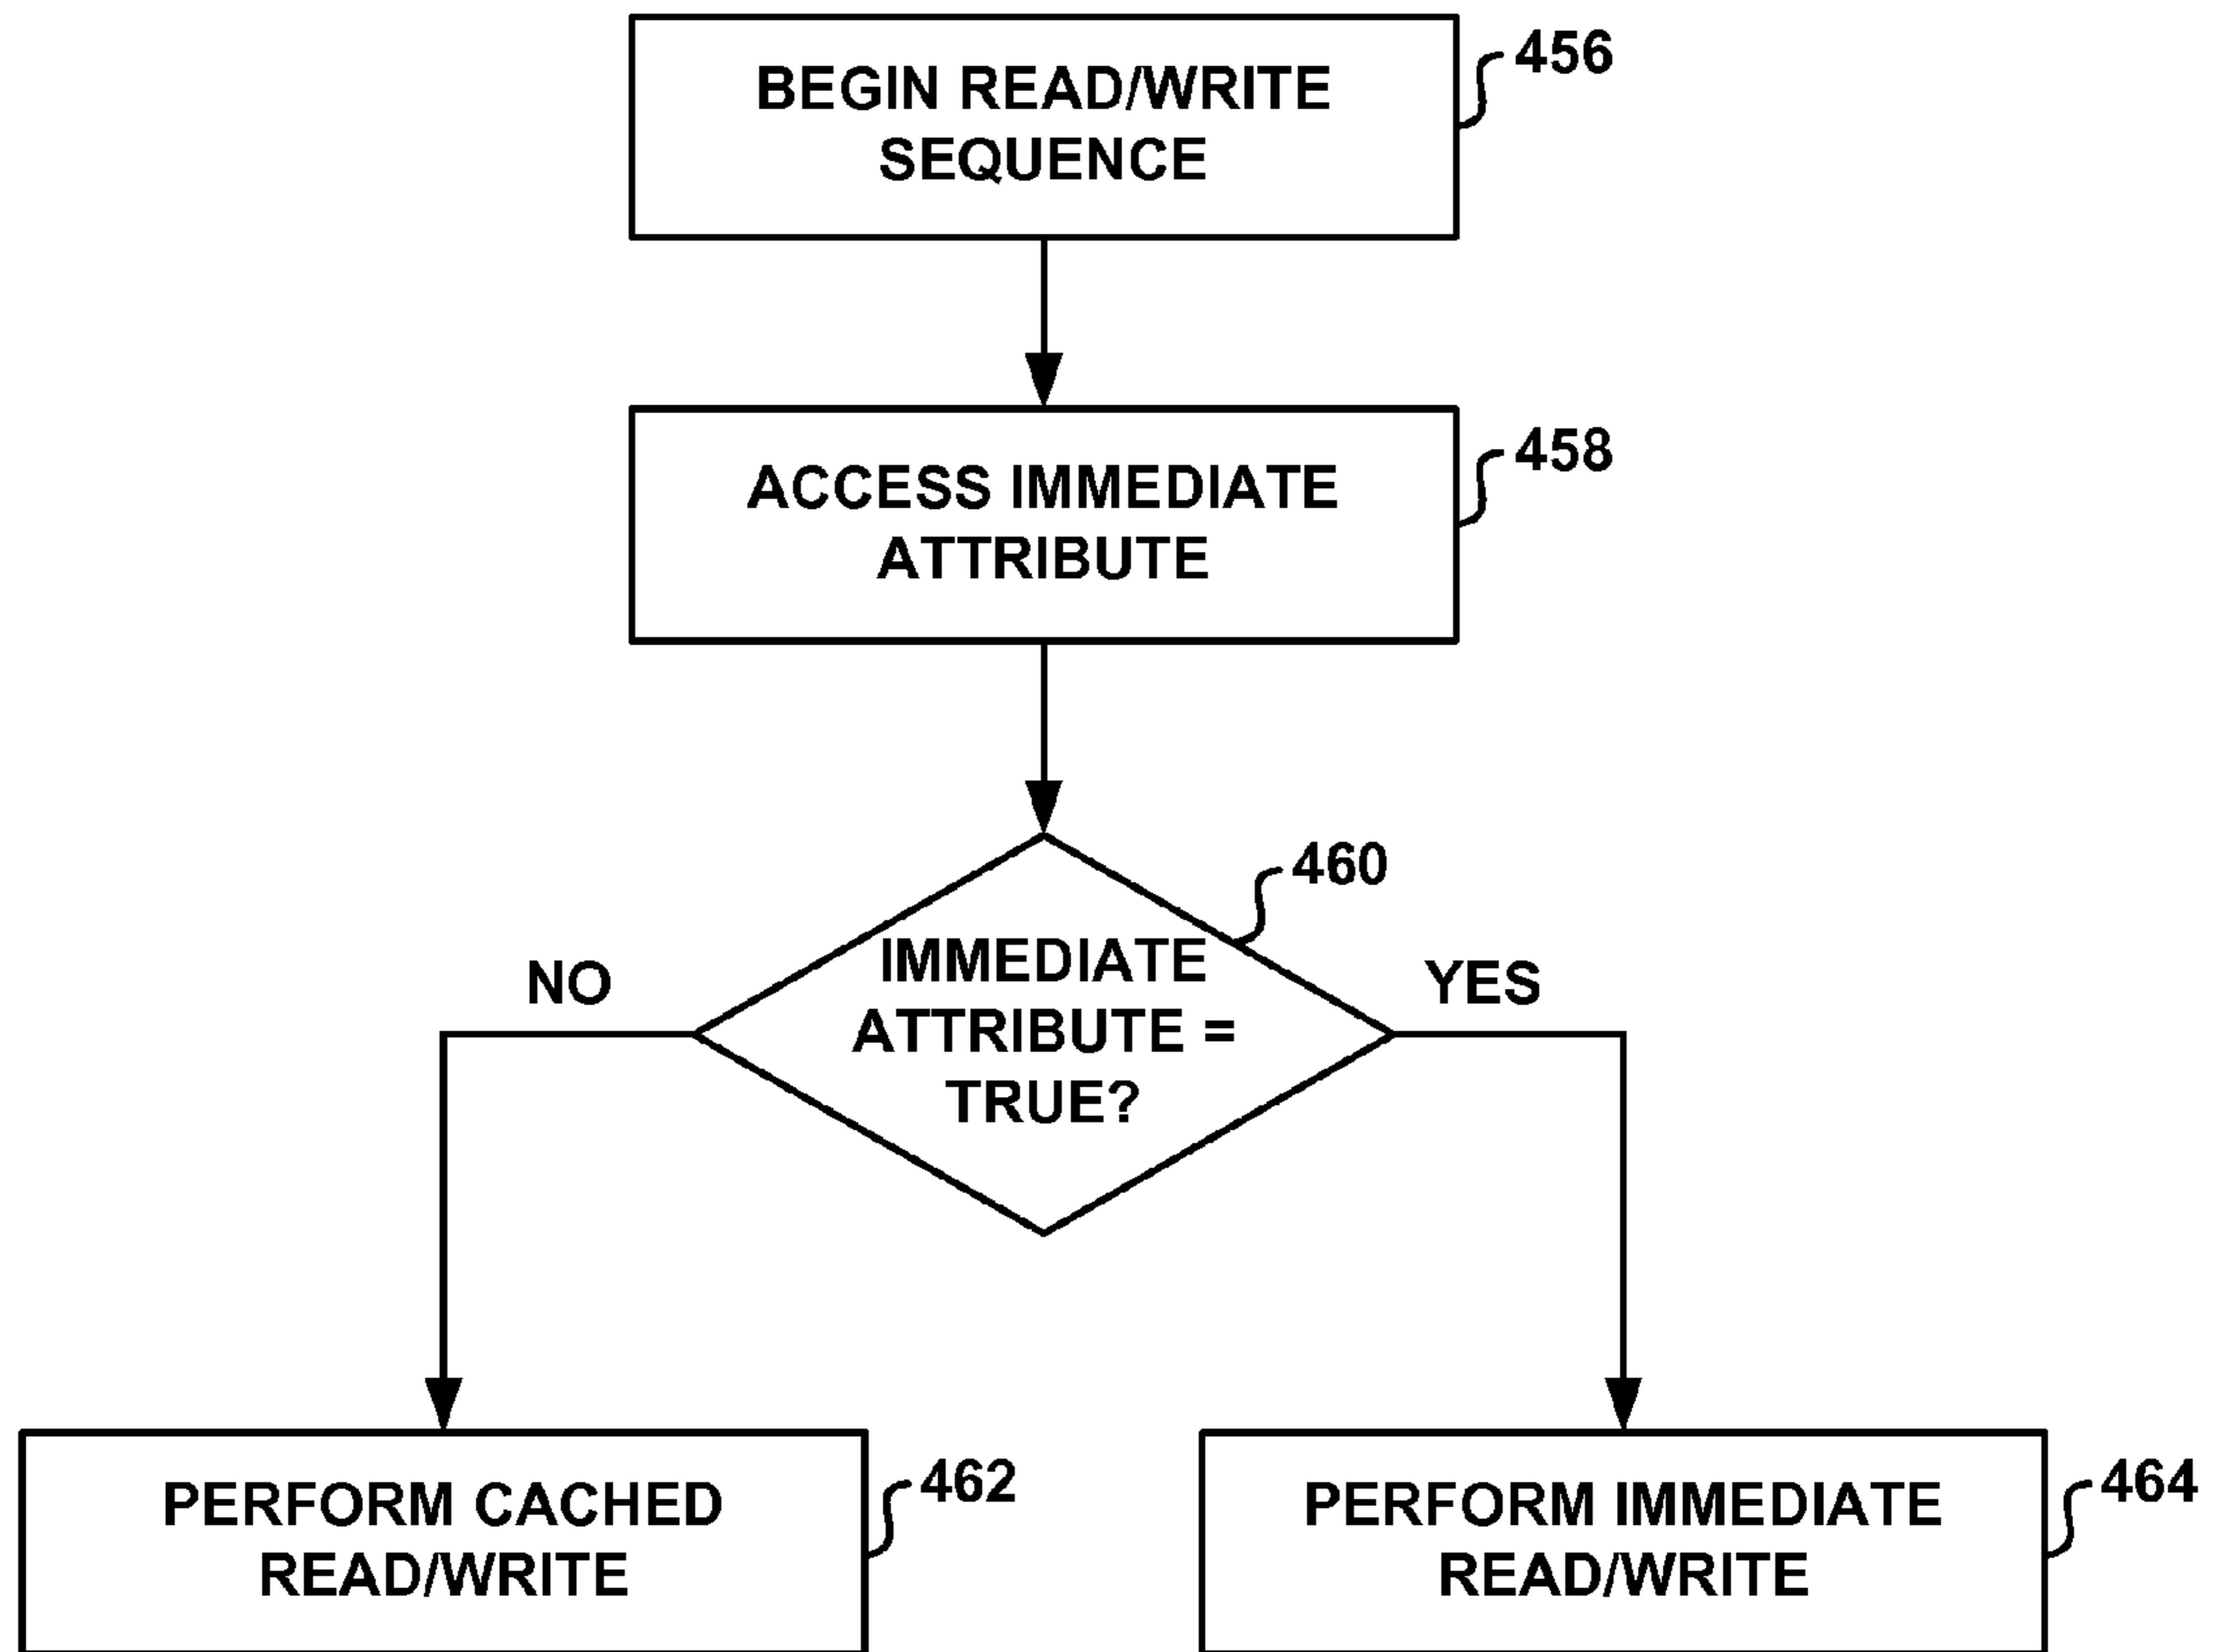 BEGIN READ/WRITE
SEQUENCE
456
ACCESS IMMEDIATE
ATTRIBUTE
458
460
IMMEDIATE
ATTRIBUTE =
TRUE?
NO
YES
PERFORM CACHED
READ/WRITE
462
PERFORM IMMEDIATE
READ/WRITE
464